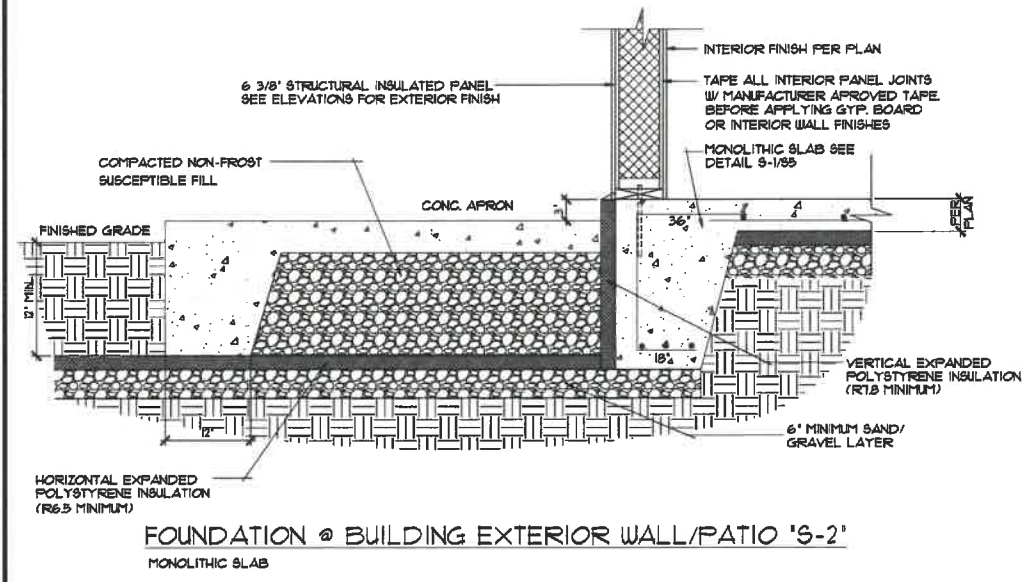 INTERIOR FINISH PER PLAN
6 3/8" STRUCTURAL INSULATED PANEL
SEE ELEVATIONS FOR EXTERIOR FINISH
TAPE ALL INTERIOR PANEL JOINTS
W/ MANUFACTURER APROVED TAPE
BEFORE APPLYING GYP. BOARD
OR INTERIOR WALL FINISHES
COMPACTED NON-FROST
SUSCEPTIBLE FILL
MONOLITHIC SLAB SEE
DETAIL S-1/S5
CONC. APRON
3"
36"
PER
PLAN
FINISHED GRADE
12" MIN.
18"
VERTICAL EXPANDED
POLYSTYRENE INSULATION
(R7.8 MINIMUM)
12"
6" MINIMUM SAND/
GRAVEL LAYER
HORIZONTAL EXPANDED
POLYSTYRENE INSULATION
(R6.5 MINIMUM)
FOUNDATION @ BUILDING EXTERIOR WALL/PATIO "S-2"
MONOLITHIC SLAB